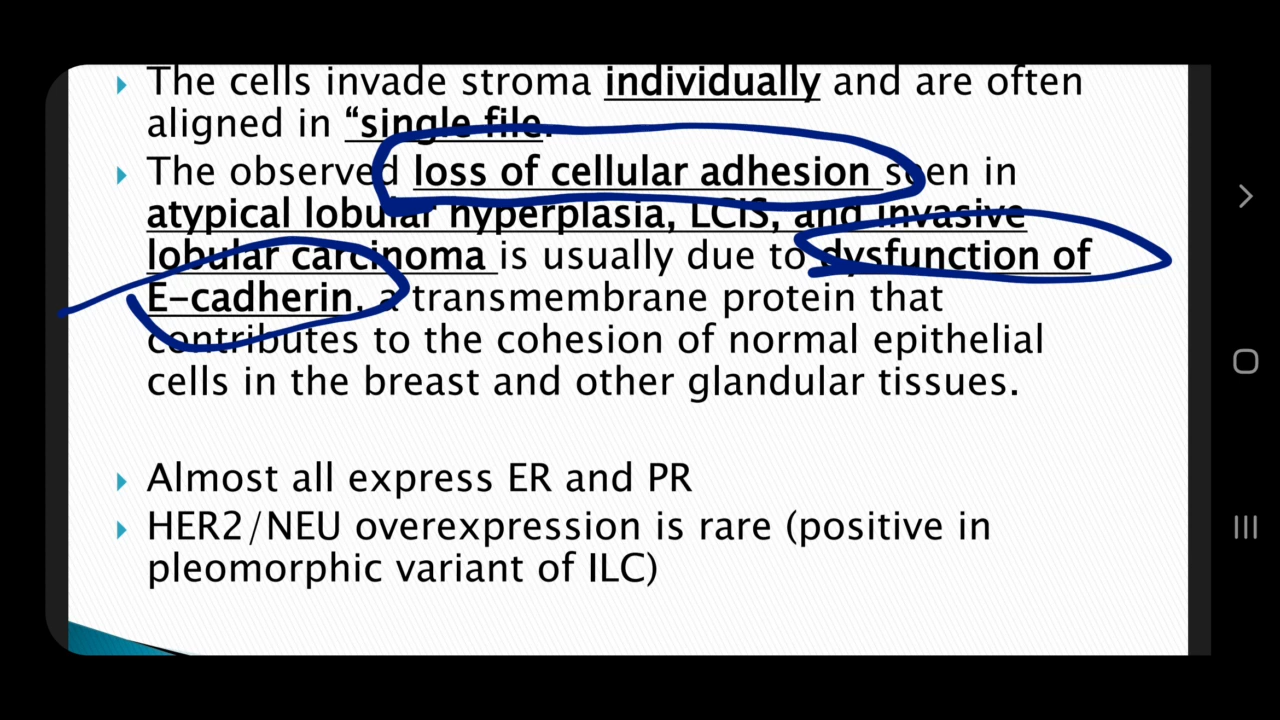 The cells invade stroma individually and are often
aligned in “single file.
The observed loss of cellular adhesion seen in
atypical lobular hyperplasia, LCIS, and invasive
lobular carcinoma is usually due to dysfunction of
E-cadherin, a transmembrane protein that
contributes to the cohesion of normal epithelial
cells in the breast and other glandular tissues.
Almost all express ER and PR
HER2/NEU overexpression is rare (positive in
pleomorphic variant of ILC)